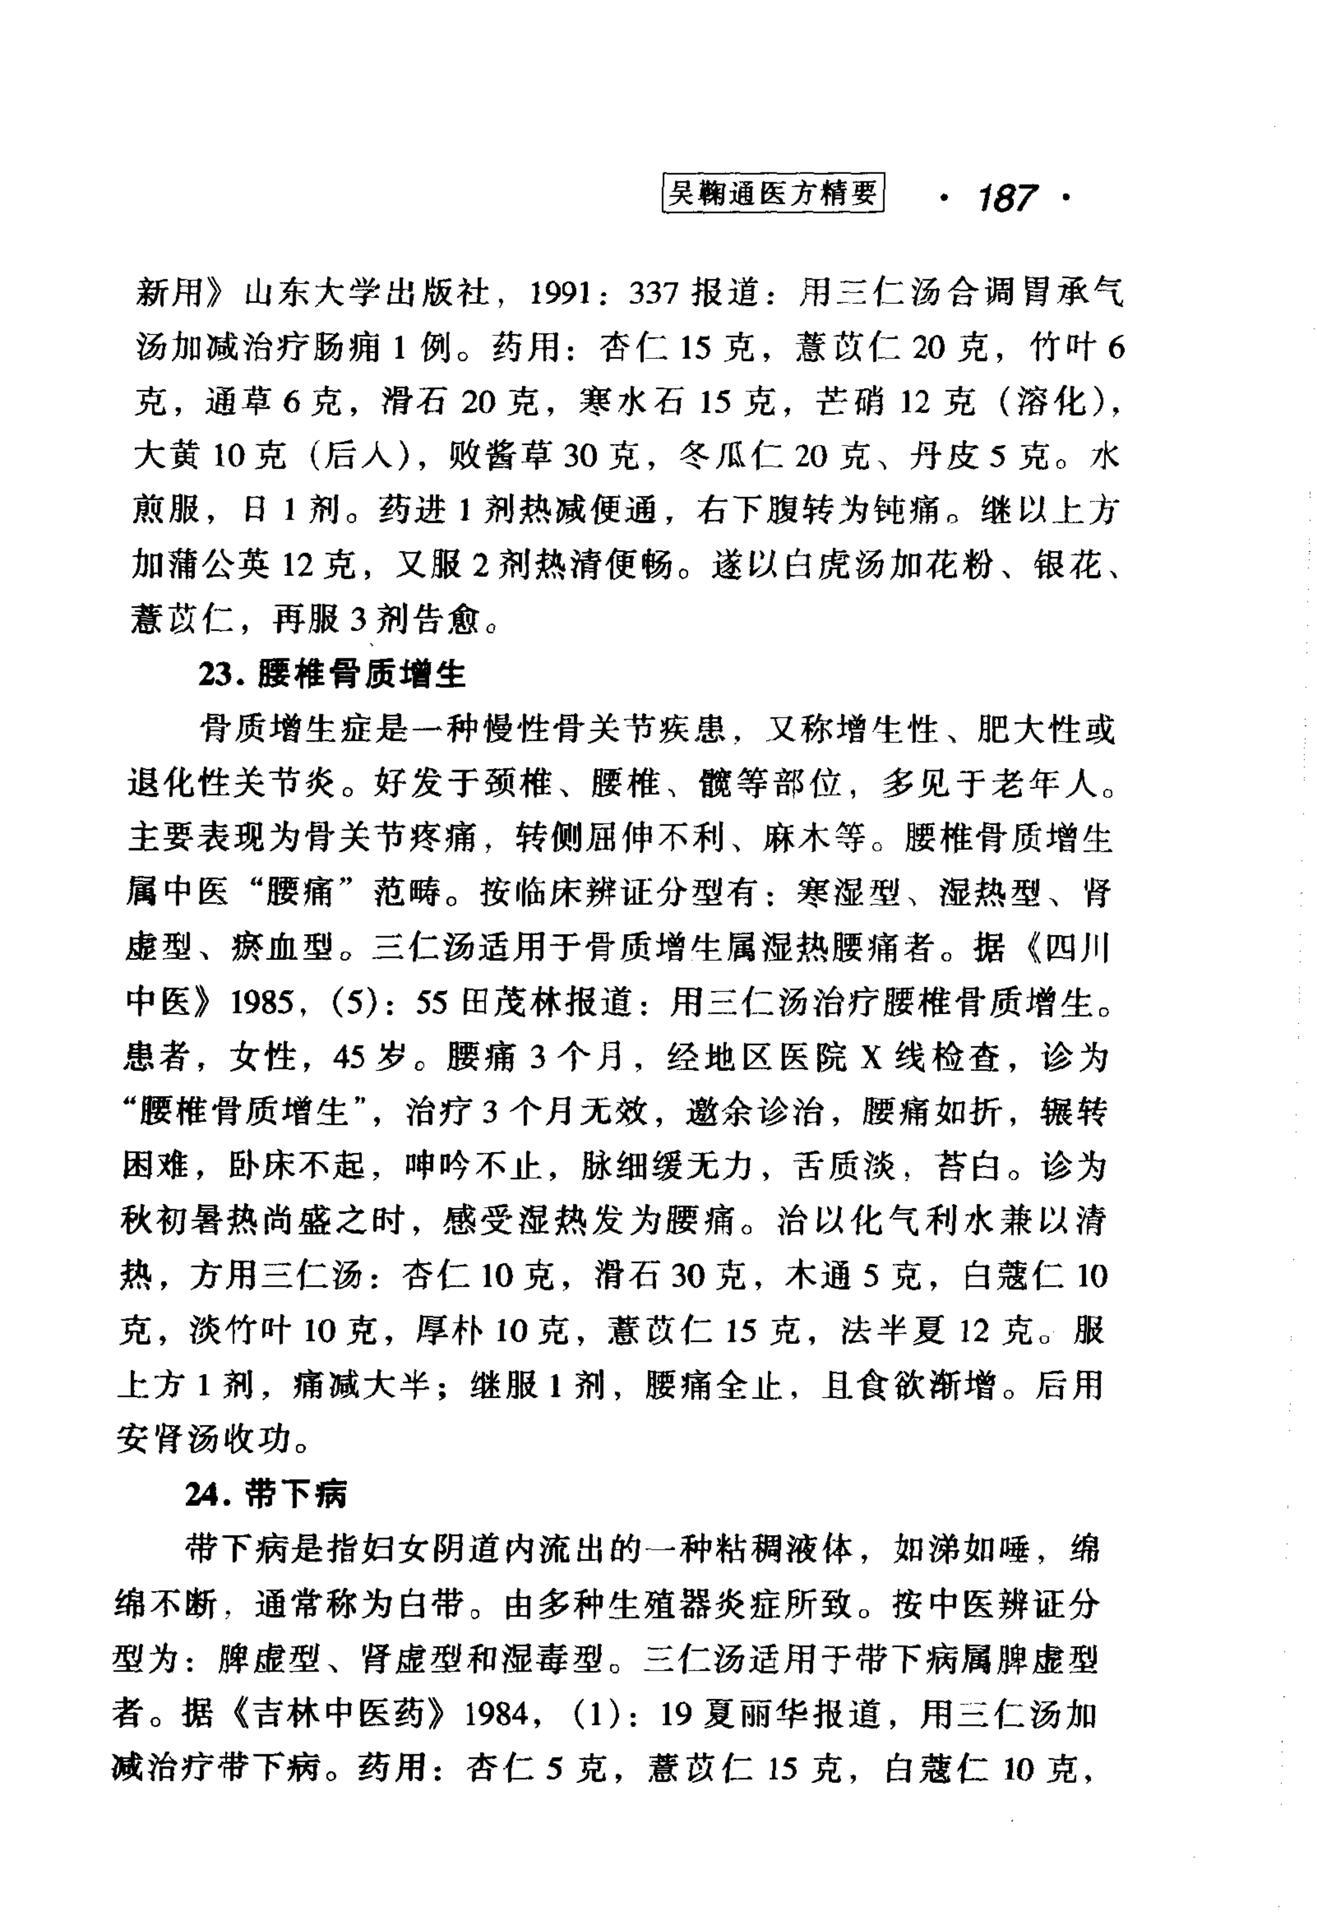 吴鞠通医方精要 · 187 ·
新用》山东大学出版社，1991：337 报道：用三仁汤合调胃承气
汤加减治疗肠痈 1 例。药用：杏仁 15 克，薏苡仁 20 克，竹叶 6
克，通草 6 克，滑石 20 克，寒水石 15 克，芒硝 12 克（溶化），
大黄 10 克（后入），败酱草 30 克，冬瓜仁 20 克、丹皮 5 克。水
煎服，日 1 剂。药进 1 剂热减便通，右下腹转为钝痛。继以上方
加蒲公英 12 克，又服 2 剂热清便畅。遂以白虎汤加花粉、银花、
薏苡仁，再服 3 剂告愈。
23．腰椎骨质增生
骨质增生症是一种慢性骨关节疾患，又称增生性、肥大性或
退化性关节炎。好发于颈椎、腰椎、髋等部位，多见于老年人。
主要表现为骨关节疼痛，转侧屈伸不利、麻木等。腰椎骨质增生
属中医“腰痛”范畴。按临床辨证分型有：寒湿型、湿热型、肾
虚型、瘀血型。三仁汤适用于骨质增生属湿热腰痛者。据《四川
中医》1985，（5）：55 田茂林报道：用三仁汤治疗腰椎骨质增生。
患者，女性，45 岁。腰痛 3 个月，经地区医院 X 线检查，诊为
“腰椎骨质增生”，治疗 3 个月无效，邀余诊治，腰痛如折，辗转
困难，卧床不起，呻吟不止，脉细缓无力，舌质淡，苔白。诊为
秋初暑热尚盛之时，感受湿热发为腰痛。治以化气利水兼以清
热，方用三仁汤：杏仁 10 克，滑石 30 克，木通 5 克，白蔻仁 10
克，淡竹叶 10 克，厚朴 10 克，薏苡仁 15 克，法半夏 12 克。服
上方 1 剂，痛减大半；继服 1 剂，腰痛全止，且食欲渐增。后用
安肾汤收功。
24．带下病
带下病是指妇女阴道内流出的一种粘稠液体，如涕如唾，绵
绵不断，通常称为白带。由多种生殖器炎症所致。按中医辨证分
型为：脾虚型、肾虚型和湿毒型。三仁汤适用于带下病属脾虚型
者。据《吉林中医药》1984，（1）：19 夏丽华报道，用三仁汤加
减治疗带下病。药用：杏仁 5 克，薏苡仁 15 克，白蔻仁 10 克，